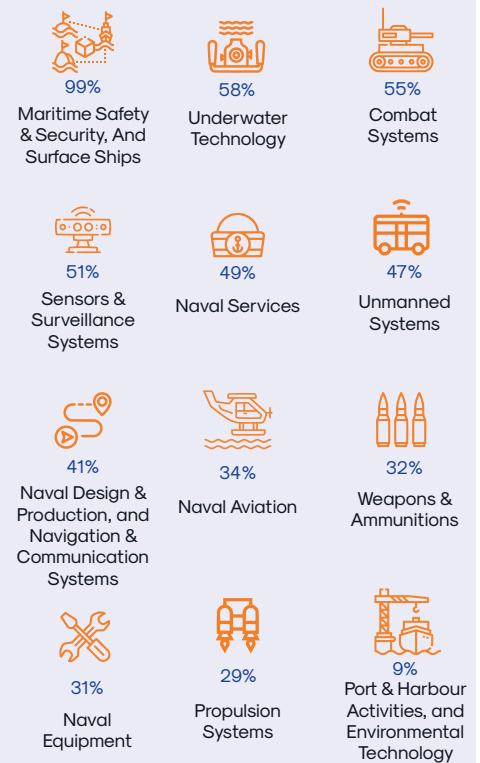 99%
Maritime Safety
& Security, And
Surface Ships
58%
Underwater
Technology
55%
Combat
Systems
51%
Sensors &
Surveillance
Systems
49%
Naval Services
47%
Unmanned
Systems
41%
Naval Design &
Production, and
Navigation &
Communication
Systems
34%
Naval Aviation
32%
Weapons &
Ammunitions
31%
Naval
Equipment
29%
Propulsion
Systems
9%
Port & Harbour
Activities, and
Environmental
Technology